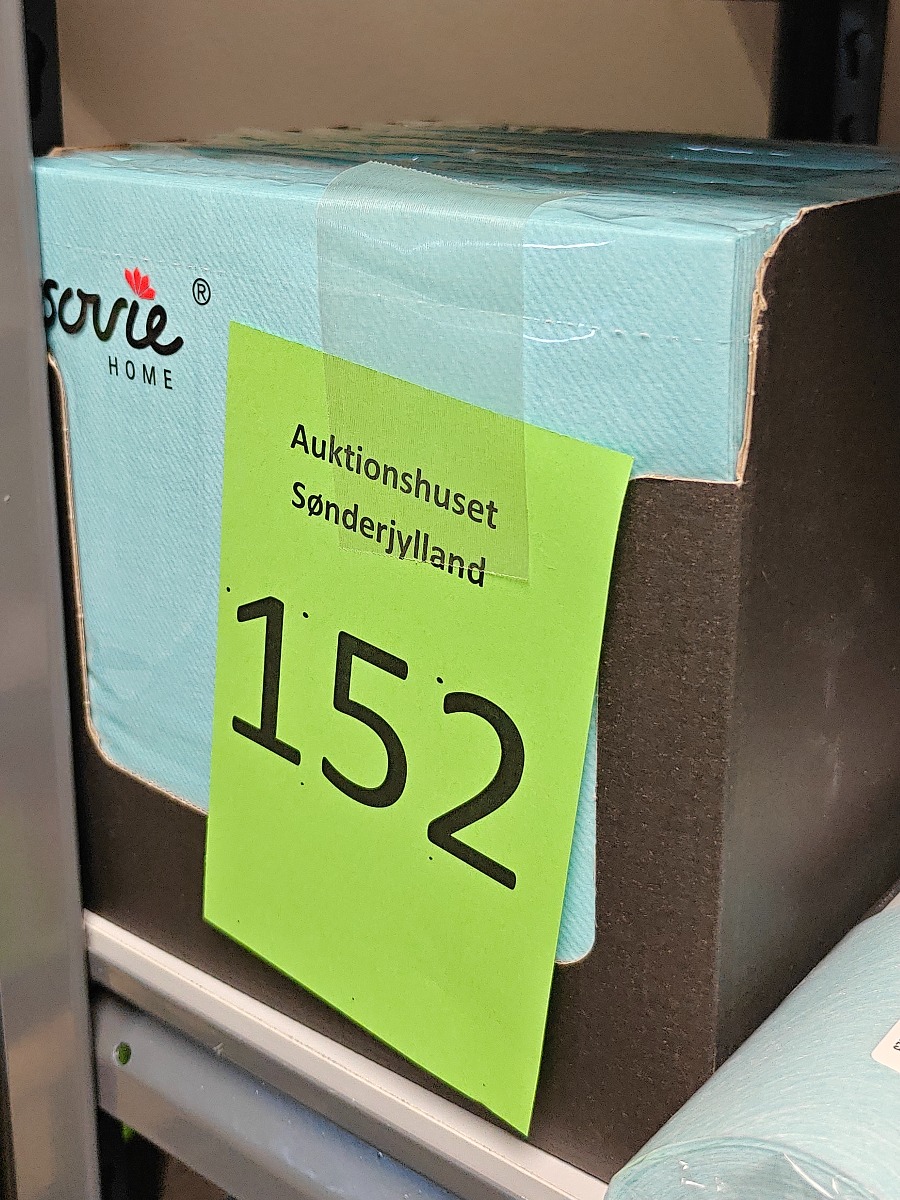 sovie ®
HOME
Auktionshuset
Sønderjylland
152